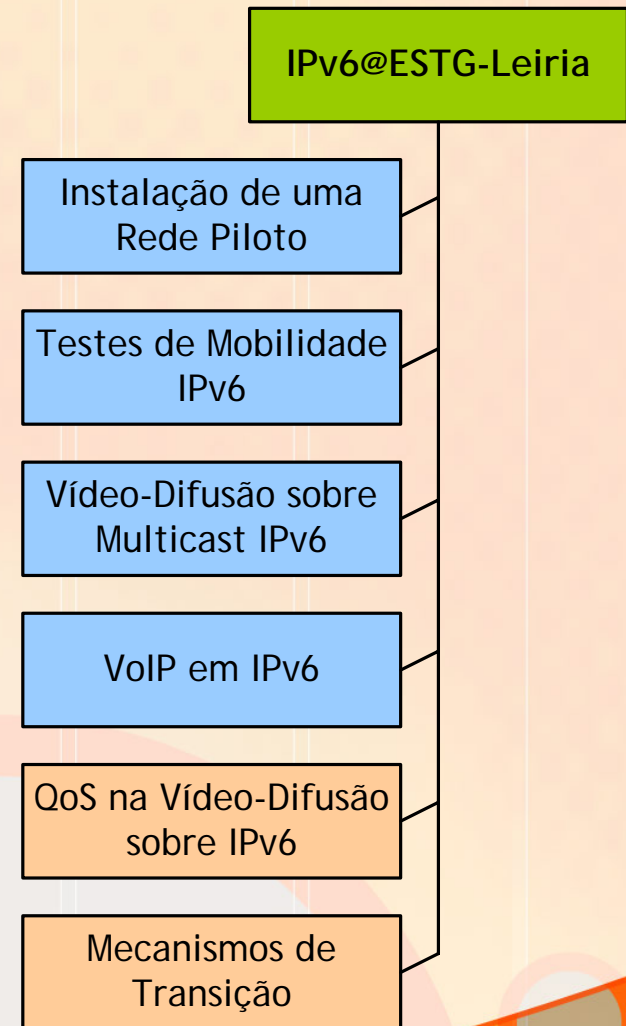 IPv6@ESTG-Leiria
Instalação de uma
Rede Piloto
Testes de Mobilidade
IPv6
Vídeo-Difusão sobre
Multicast IPv6
VoIP em IPv6
QoS na Vídeo-Difusão
sobre IPv6
Mecanismos de
Transição